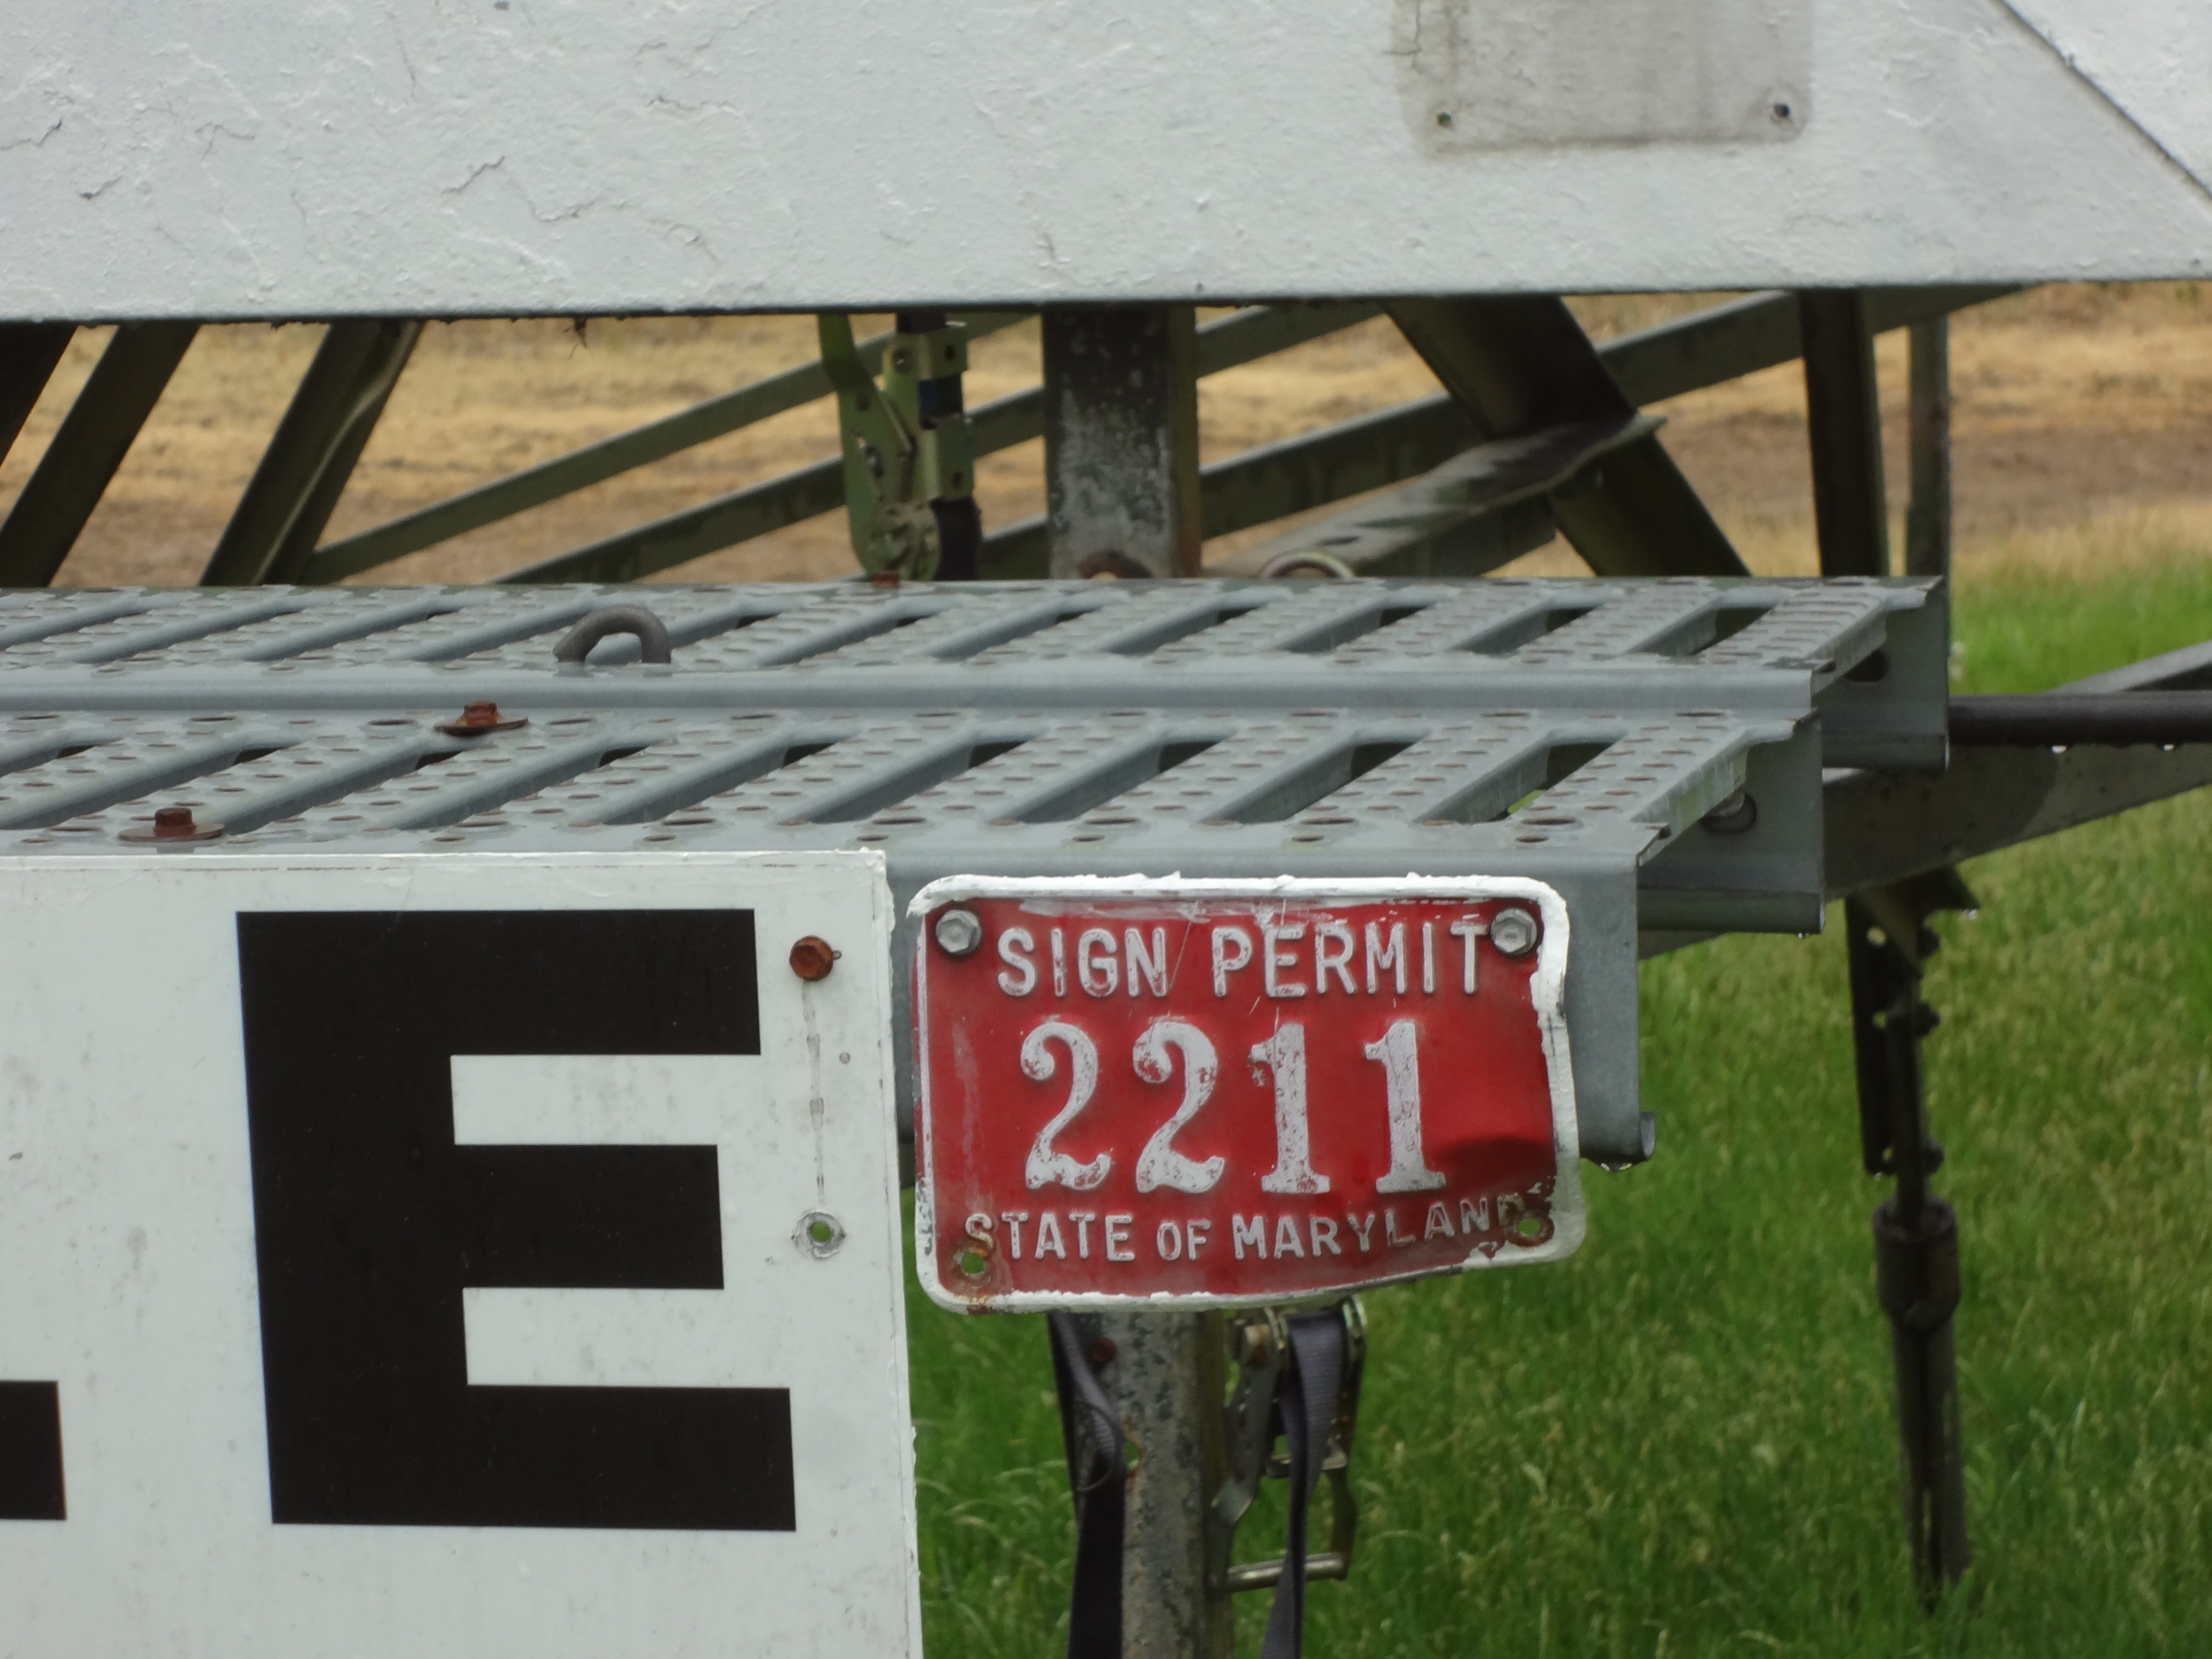 E
SIGN PERMIT
2211
STATE OF MARYLAND